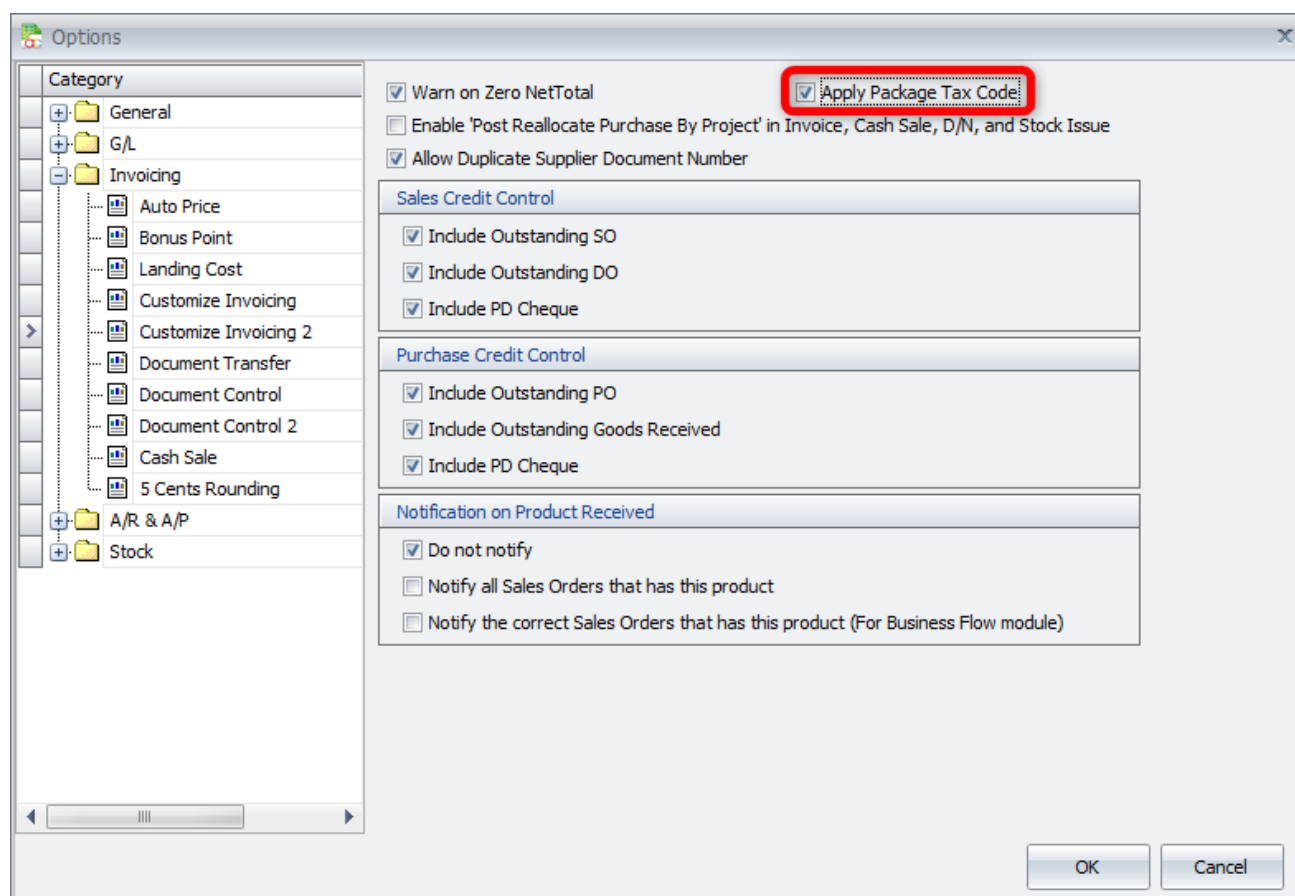 Options
Category
General
G/L
Invoicing
Auto Price
Bonus Point
Landing Cost
Customize Invoicing
Customize Invoicing 2
Document Transfer
Document Control
Document Control 2
Cash Sale
5 Cents Rounding
A/R & A/P
Stock
Warn on Zero NetTotal
Apply Package Tax Code
Enable 'Post Reallocate Purchase By Project' in Invoice, Cash Sale, D/N, and Stock Issue
Allow Duplicate Supplier Document Number
Sales Credit Control
Include Outstanding SO
Include Outstanding DO
Include PD Cheque
Purchase Credit Control
Include Outstanding PO
Include Outstanding Goods Received
Include PD Cheque
Notification on Product Received
Do not notify
Notify all Sales Orders that has this product
Notify the correct Sales Orders that has this product (For Business Flow module)
OK
Cancel